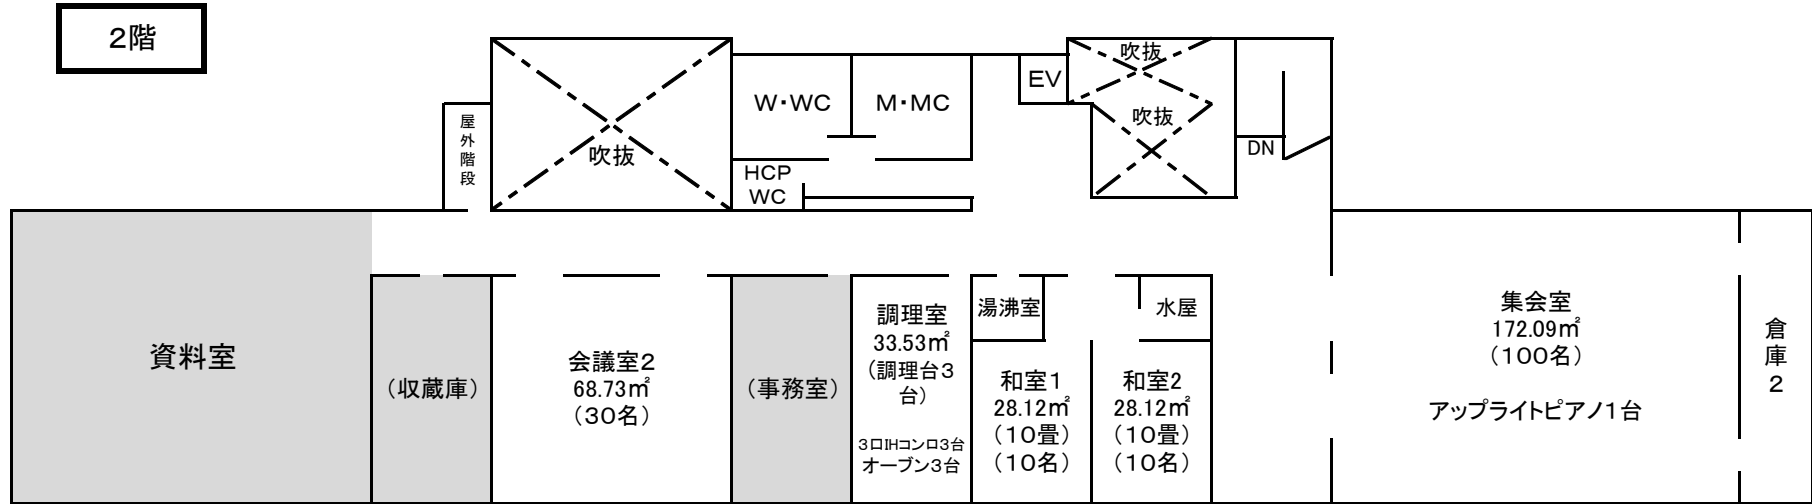 2階
吹抜
EV
W・WC
M・MC
吹抜
屋
外
階
段
吹抜
DN
HCP
WC
資料室
(収蔵庫)
会議室2
68.73㎡
(30名)
(事務室)
調理室
33.53㎡
(調理台3
台)
3口IHコンロ3台
オーブン3台
湯沸室
水屋
和室1
28.12㎡
(10畳)
(10名)
和室2
28.12㎡
(10畳)
(10名)
集会室
172.09㎡
(100名)
アップライトピアノ1台
倉
庫
2